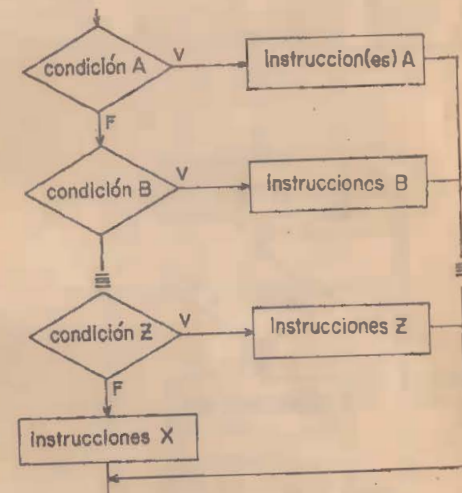 condición A
V
Instruccion(es) A
F
condición B
V
Instrucciones B
condición Z
V
Instrucciones Z
F
Instrucciones X